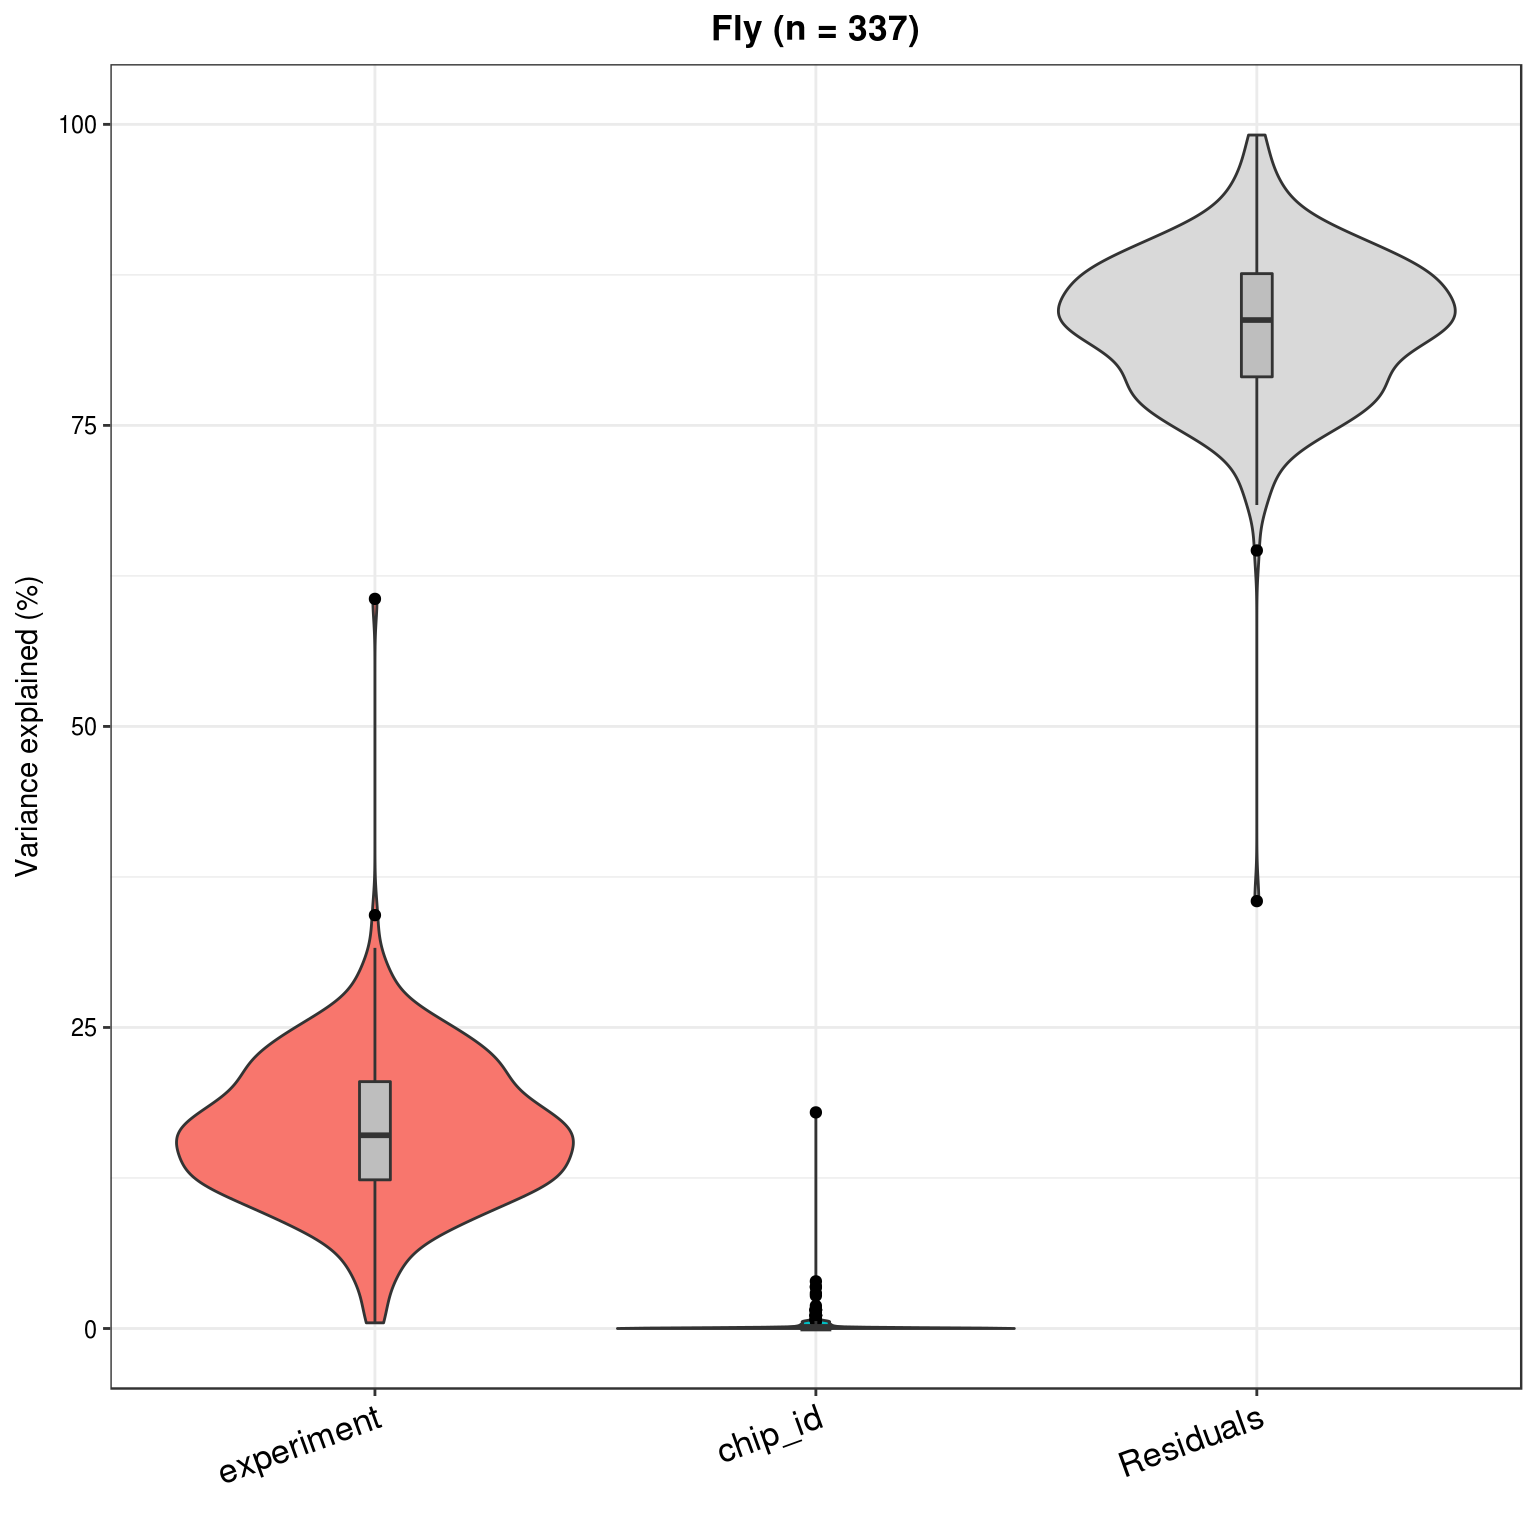 Fly (n = 337)
Variance explained (%)
100
75
50
25
0
experiment
chip_id
Residuals